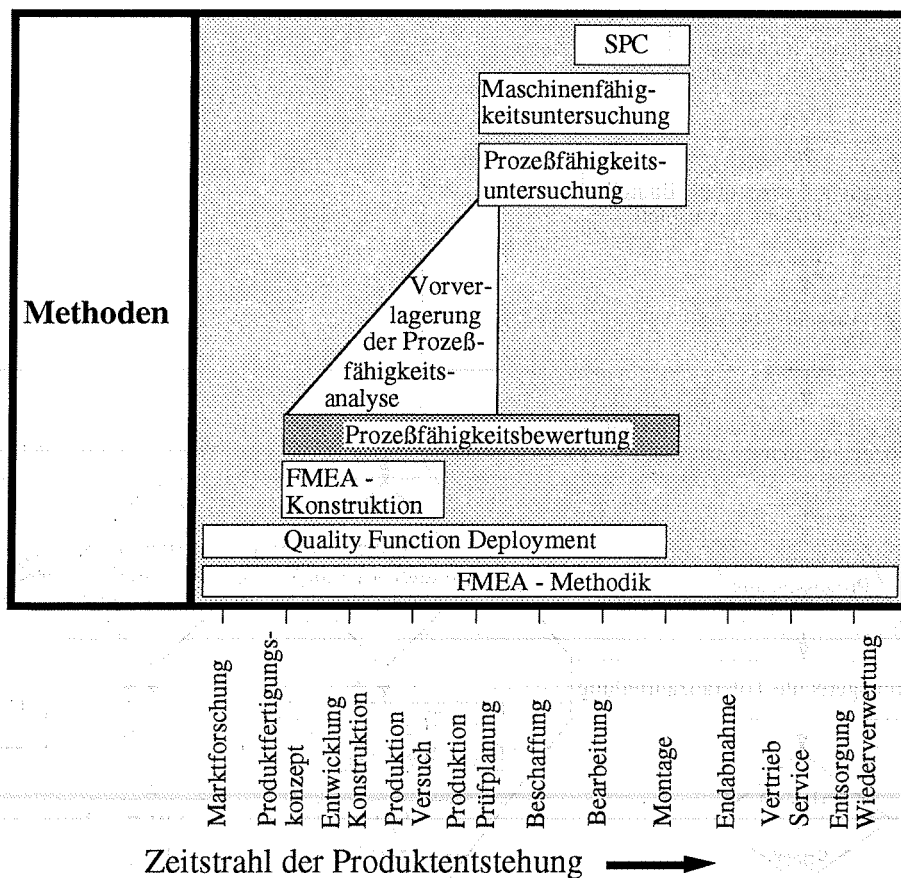 SPC
Maschinenfähig-
keitsuntersuchung
Prozeßfähigkeits-
untersuchung
Methoden
Vorver-
lagerung
der Prozeß-
fähigkeits-
analyse
Prozeßfähigkeitsbewertung
FMEA -
Konstruktion
Quality Function Deployment
FMEA - Methodik
Marktforschung
Produktfertigungs-
konzept
Entwicklung
Konstruktion
Produktion
Versuch
Produktion
Prüfplanung
Beschaffung
Bearbeitung
Montage
Endabnahme
Vertrieb
Service
Entsorgung
Wiederverwertung
Zeitstrahl der Produktentstehung